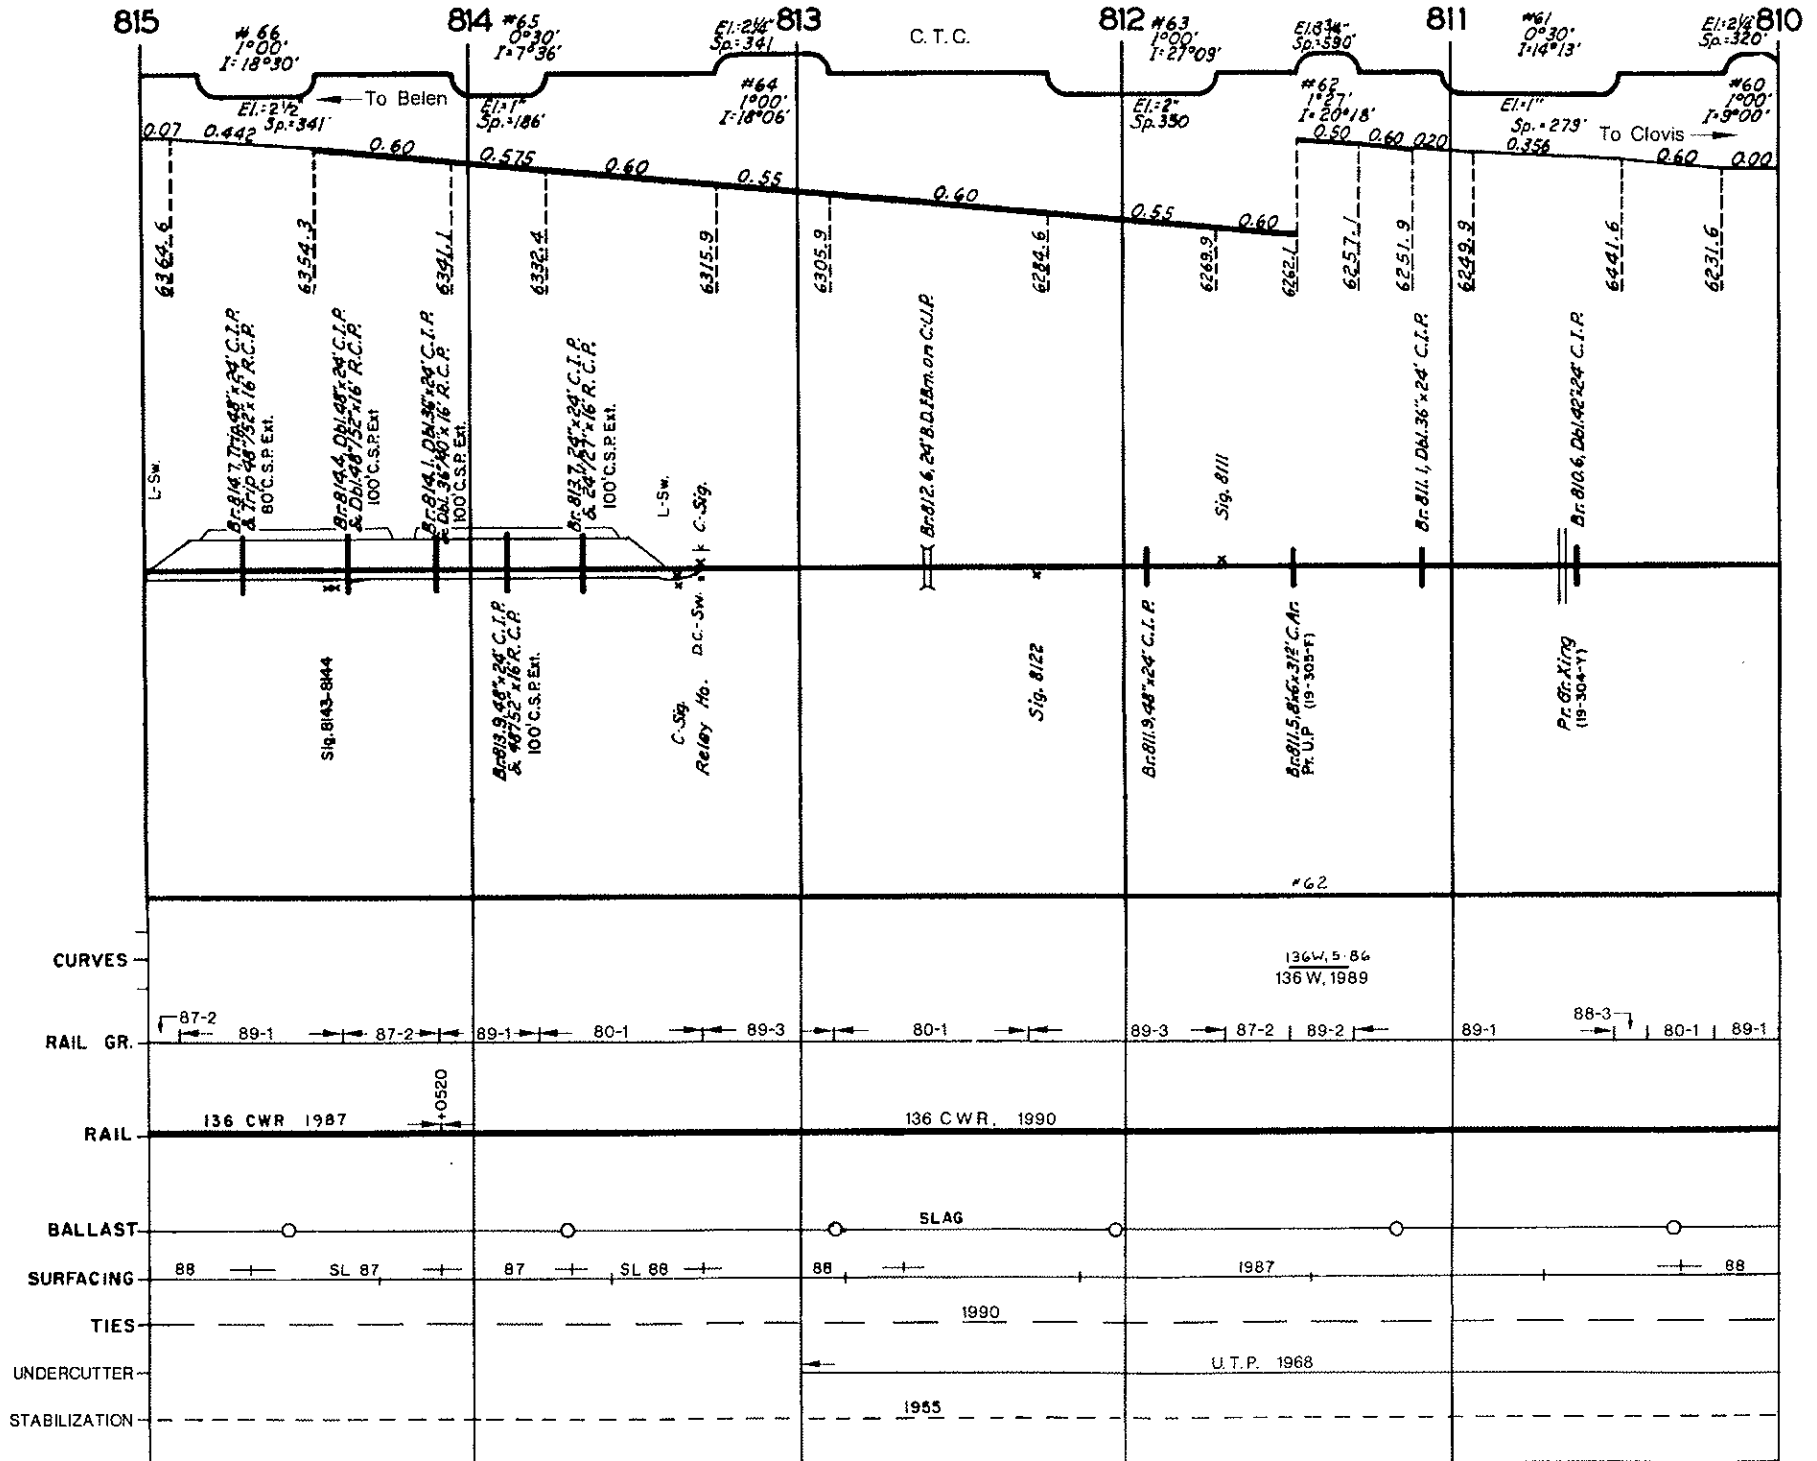 815 814 813 812 811 810
#66
1°00'
I=18°30'
El.=2½"
Sp.=341'
← To Belen
#65
0°30'
I=7°36'
El=1"
Sp.=186'
El.=2¼"
Sp.=341
#64
1°00'
I=18°06'
C. T. C.
#63
1°00'
I=27°09'
El=2"
Sp.350
El.3¾"
Sp.=590'
#62
1°27'
I=20°18'
#61
0°30'
I=14°13'
El.=1"
Sp.=273'
El.=2¼"
Sp.=320'
#60
1°00'
I=9°00'
To Clovis →
0.07 0.442 0.60 0.575 0.60 0.55 0.60 0.55 0.60 0.50 0.60 0.20 0.356 0.60 0.00
6364.6 6354.3 6341.1 6332.4 6315.9 6305.9 6284.6 6269.9 6262.1 6257.1 6251.9 6249.9 6441.6 6231.6
L-Sw.
Br.814.7,Trip.48"x24' C.I.P.
& Trip 48"/52"x16' R.C.P.
80'C.S.P.Ext.
Br.814.4, Dbl.48"x24' C.I.P.
& Dbl.48"/52"x16' R.C.P.
100'C.S.P.Ext
Br.814.1, Dbl.36"x24' C.I.P.
& Dbl.36"/40"x16' R.C.P.
100'C.S.P.Ext.
Br.813.7, 24"x24' C.I.P.
& 24"/27"x16' R.C.P.
100'C.S.P.Ext.
L-Sw.
C-Sig.
Br.812.6, 24'B.D.F.Bm.on C.U.P.
Sig. 8111
Br.811.1, Dbl.36"x24' C.I.P.
Br.810.6, Dbl.42"x24' C.I.P.
Sig.8143-8144
Br.813.9,48"x24' C.I.P.
& 48"/52"x16' R.C.P.
100'C.S.P.Ext.
C-Sig.
Relay Ho.
D.C.-Sw.
Sig. 8122
Br.811.9,48"x24' C.I.P.
Br.811.5,8'x6'x31½' C.Ar.
Pr. U.P (19-305-F)
Pr.Gr.Xing
(19-304-Y)
#62
CURVES
136W, 5-86
136 W, 1989
RAIL GR.
87-2 89-1 87-2 89-1 80-1 89-3 80-1 89-3 87-2 89-2 89-1 88-3 80-1 89-1
RAIL
136 CWR 1987 +0520 136 CWR, 1990
BALLAST SLAG
SURFACING 88 SL 87 87 SL 88 88 1987 88
TIES 1990
UNDERCUTTER U.T.P. 1968
STABILIZATION 1955